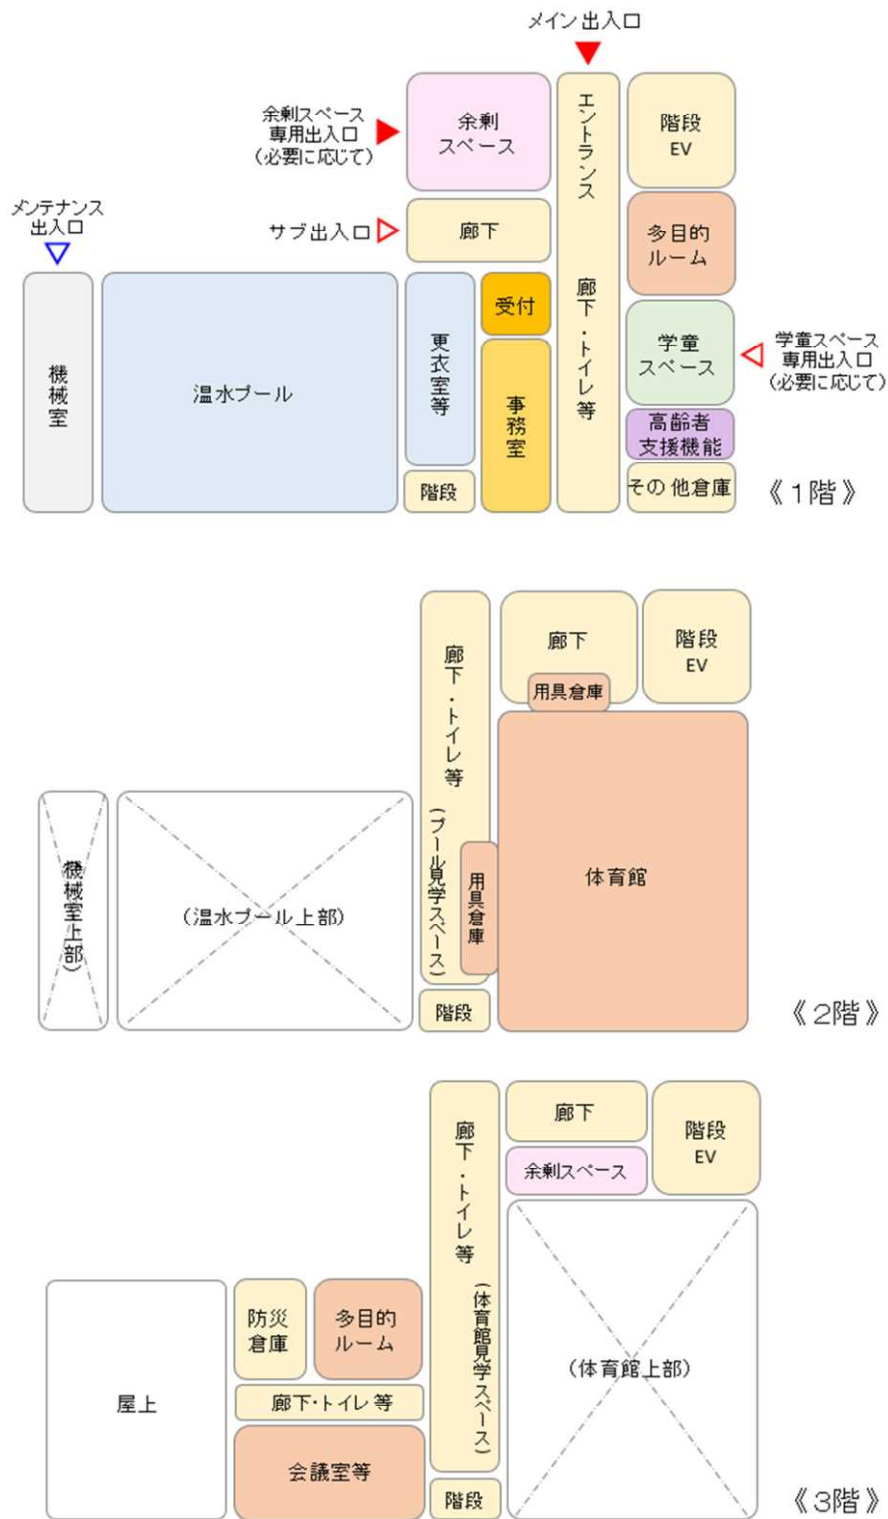 メイン出入口
余剰スペース
専用出入口
(必要に応じて)
余剰
スペース
エントランス
廊下・トイレ等
階段
EV
メンテナンス
出入口
サブ出入口
廊下
多目的
ルーム
機械室
温水プール
更衣室等
受付
事務室
階段
学童
スペース
学童スペース
専用出入口
(必要に応じて)
高齢者
支援機能
その他倉庫
《1階》
廊下・トイレ等
(プール見学スペース)
廊下
用具倉庫
階段
EV
機械室上部)
(温水プール上部)
用具倉庫
体育館
階段
《2階》
廊下・トイレ等
(体育館見学スペース)
廊下
余剰スペース
階段
EV
屋上
防災
倉庫
多目的
ルーム
廊下・トイレ等
会議室等
階段
(体育館上部)
《3階》